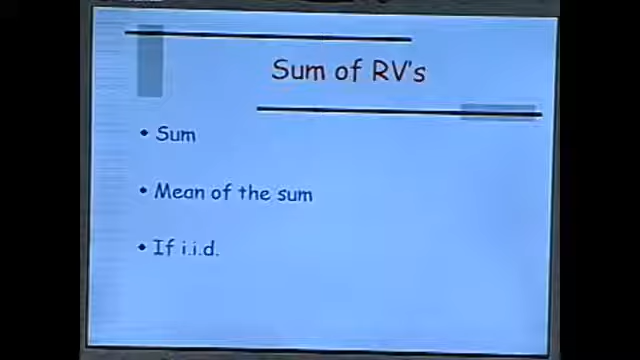 Sum of RV's
• Sum
• Mean of the sum
• If i.i.d.